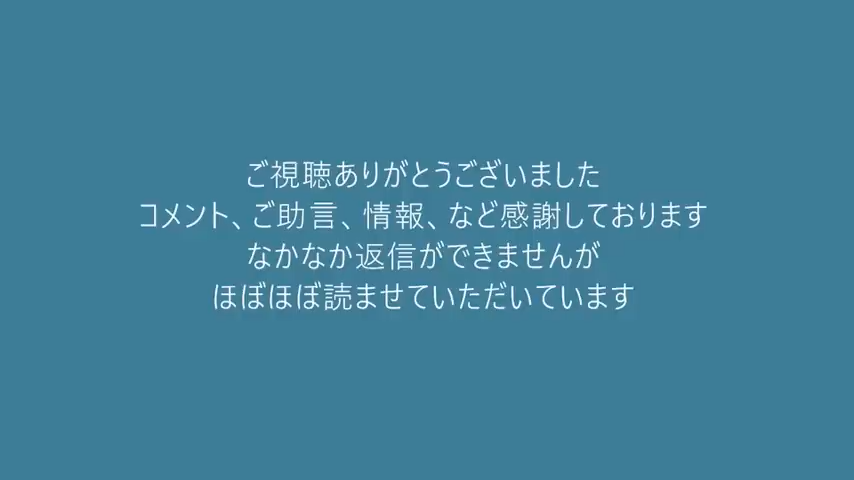 ご視聴ありがとうございました
コメント、ご助言、情報、など感謝しております
なかなか返信ができませんが
ほぼほぼ読ませていただいています